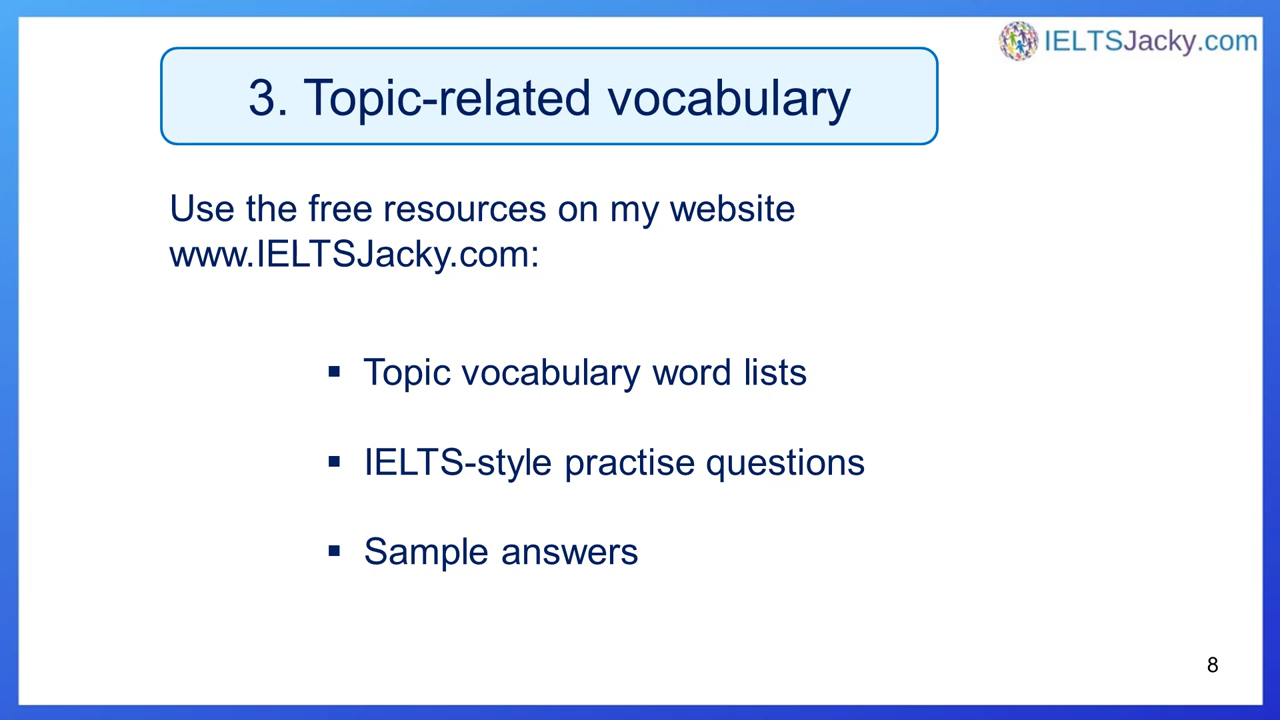 IELTSJacky.com
3. Topic-related vocabulary
Use the free resources on my website
www.IELTSJacky.com:
▪ Topic vocabulary word lists
▪ IELTS-style practise questions
▪ Sample answers
8